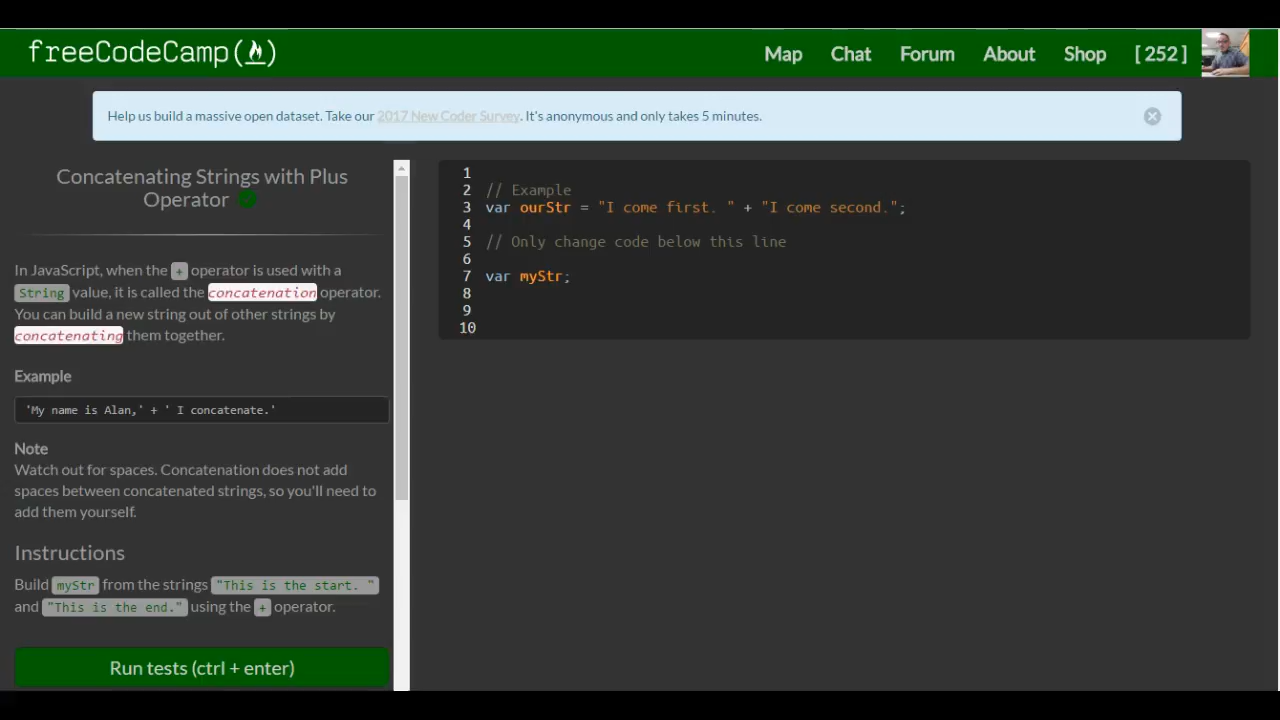 freeCodeCamp(🔥)
Map Chat Forum About Shop [ 252 ]
Help us build a massive open dataset. Take our 2017 New Coder Survey. It's anonymous and only takes 5 minutes.
Concatenating Strings with Plus
Operator
In JavaScript, when the + operator is used with a
String value, it is called the concatenation operator.
You can build a new string out of other strings by
concatenating them together.
Example
'My name is Alan,' + ' I concatenate.'
Note
Watch out for spaces. Concatenation does not add
spaces between concatenated strings, so you'll need to
add them yourself.
Instructions
Build myStr from the strings "This is the start. "
and "This is the end." using the + operator.
Run tests (ctrl + enter)
1
2 // Example
3 var ourStr = "I come first. " + "I come second.";
4
5 // Only change code below this line
6
7 var myStr;
8
9
10